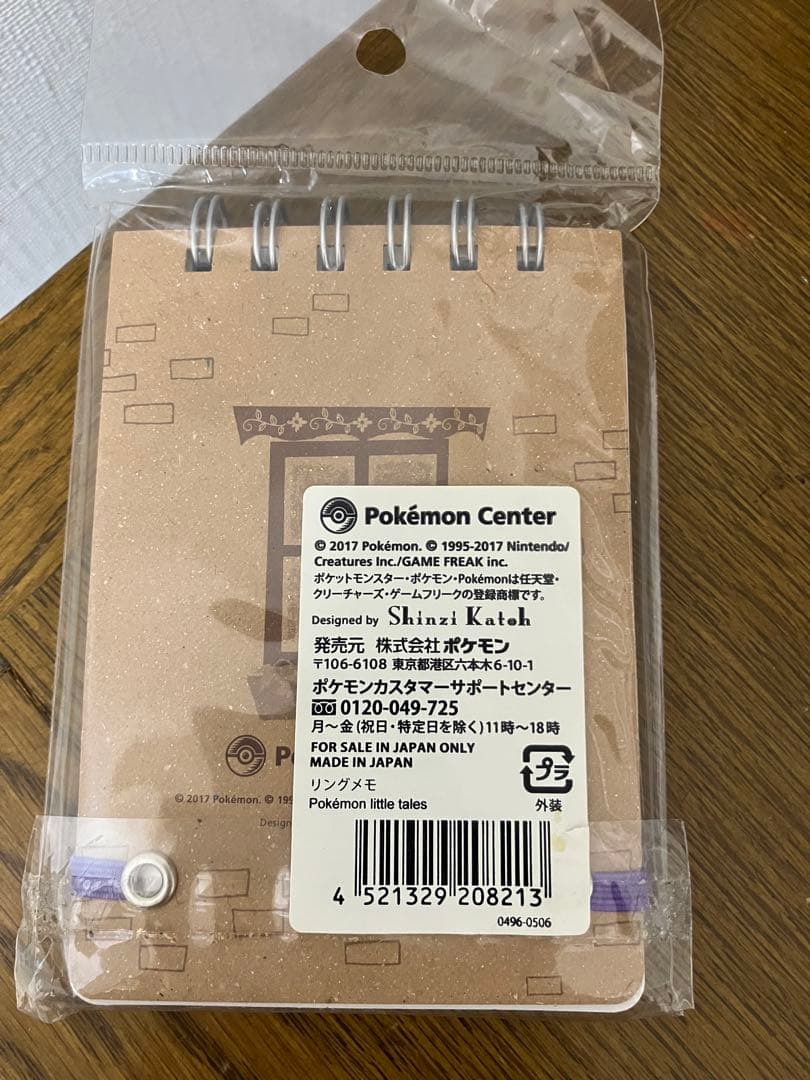 Pokémon Center
© 2017 Pokémon. © 1995-2017 Nintendo/
Creatures Inc./GAME FREAK inc.
ポケットモンスター・ポケモン・Pokémonは任天堂・
クリーチャーズ・ゲームフリークの登録商標です。
Designed by Shinzi Katoh
発売元 株式会社ポケモン
〒106-6108 東京都港区六本木6-10-1
ポケモンカスタマーサポートセンター
0120-049-725
月〜金(祝日・特定日を除く)11時〜18時
FOR SALE IN JAPAN ONLY
MADE IN JAPAN
プラ
外装
リングメモ
Pokémon little tales
4 521329 208213
0496-0506
© 2017 Pokémon. ©